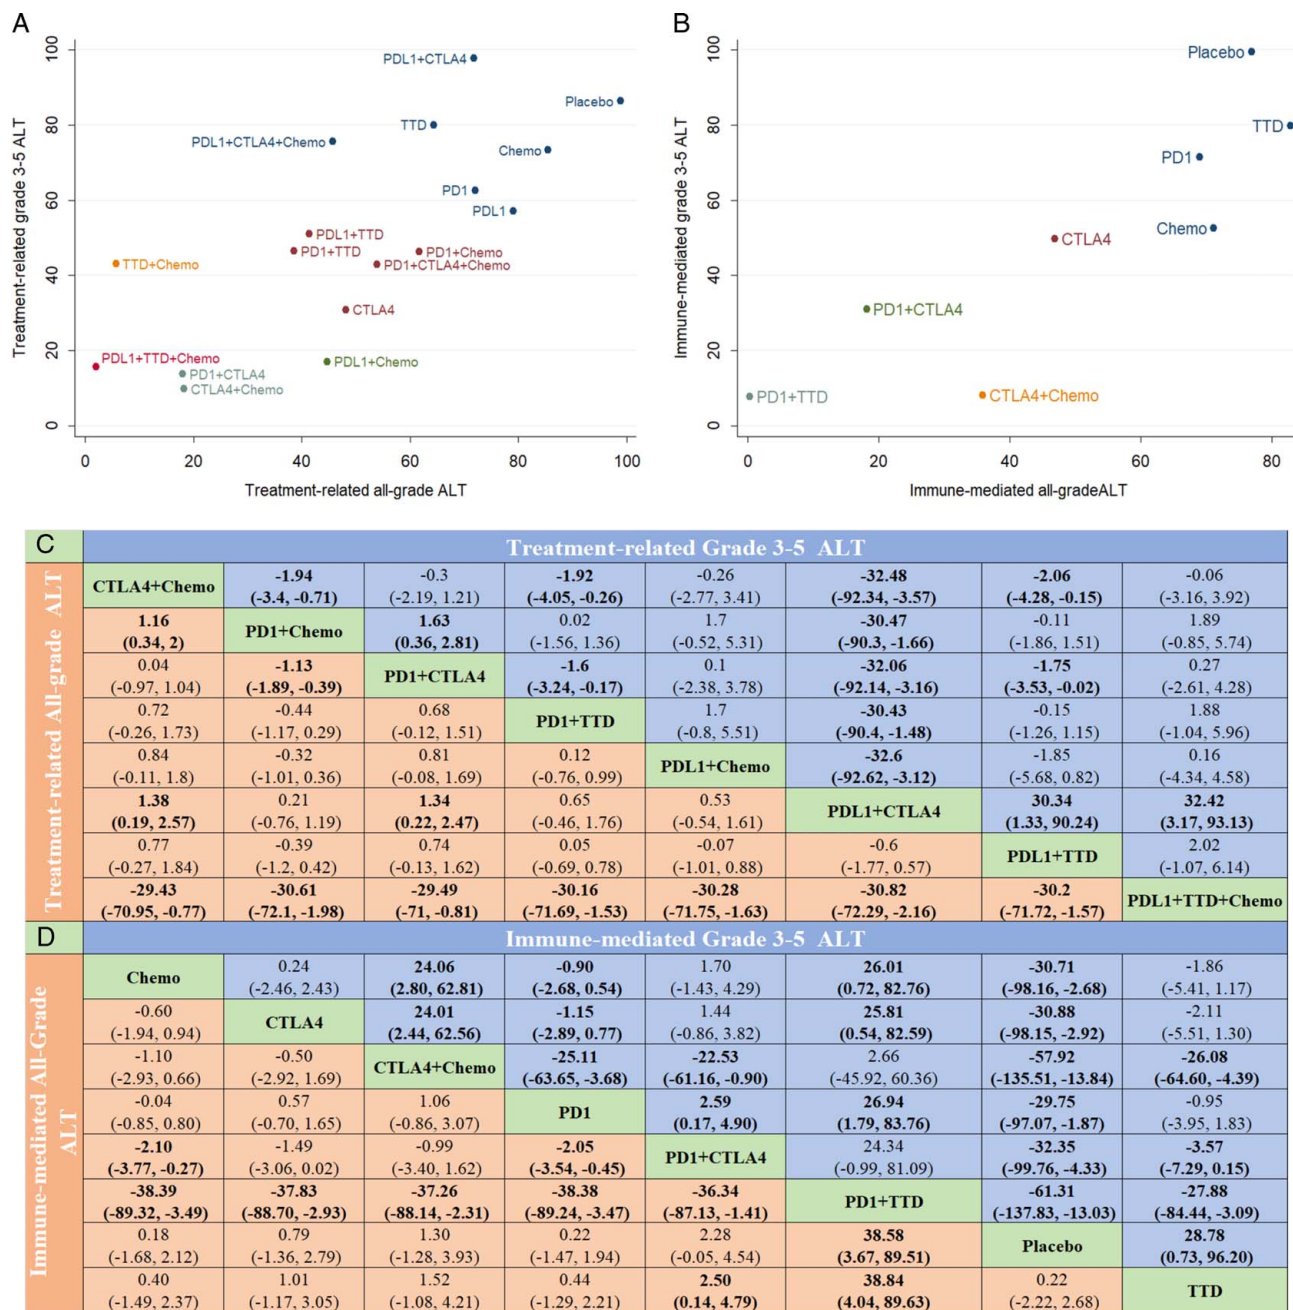 A
Treatment-related grade 3-5 ALT
100
80
60
40
20
0
PDL1+CTLA4
Placebo
TTD
PDL1+CTLA4+Chemo
Chemo
PD1
PDL1
PDL1+TTD
PD1+TTD
PD1+Chemo
TTD+Chemo
PD1+CTLA4+Chemo
CTLA4
PDL1+TTD+Chemo
PDL1+Chemo
PD1+CTLA4
CTLA4+Chemo
0 20 40 60 80 100
Treatment-related all-grade ALT
B
Immune-mediated grade 3-5 ALT
100
80
60
40
20
0
Placebo
TTD
PD1
Chemo
CTLA4
PD1+CTLA4
PD1+TTD
CTLA4+Chemo
0 20 40 60 80
Immune-mediated all-gradeALT
C
Treatment-related Grade 3-5 ALT
Treatment-related All-grade ALT
CTLA4+Chemo -1.94 -0.3 -1.92 -0.26 -32.48 -2.06 -0.06
(-3.4, -0.71) (-2.19, 1.21) (-4.05, -0.26) (-2.77, 3.41) (-92.34, -3.57) (-4.28, -0.15) (-3.16, 3.92)
1.16 PD1+Chemo 1.63 0.02 1.7 -30.47 -0.11 1.89
(0.34, 2) (0.36, 2.81) (-1.56, 1.36) (-0.52, 5.31) (-90.3, -1.66) (-1.86, 1.51) (-0.85, 5.74)
0.04 -1.13 PD1+CTLA4 -1.6 0.1 -32.06 -1.75 0.27
(-0.97, 1.04) (-1.89, -0.39) (-3.24, -0.17) (-2.38, 3.78) (-92.14, -3.16) (-3.53, -0.02) (-2.61, 4.28)
0.72 -0.44 0.68 PD1+TTD 1.7 -30.43 -0.15 1.88
(-0.26, 1.73) (-1.17, 0.29) (-0.12, 1.51) (-0.8, 5.51) (-90.4, -1.48) (-1.26, 1.15) (-1.04, 5.96)
0.84 -0.32 0.81 0.12 PDL1+Chemo -32.6 -1.85 0.16
(-0.11, 1.8) (-1.01, 0.36) (-0.08, 1.69) (-0.76, 0.99) (-92.62, -3.12) (-5.68, 0.82) (-4.34, 4.58)
1.38 0.21 1.34 0.65 0.53 PDL1+CTLA4 30.34 32.42
(0.19, 2.57) (-0.76, 1.19) (0.22, 2.47) (-0.46, 1.76) (-0.54, 1.61) (1.33, 90.24) (3.17, 93.13)
0.77 -0.39 0.74 0.05 -0.07 -0.6 PDL1+TTD 2.02
(-0.27, 1.84) (-1.2, 0.42) (-0.13, 1.62) (-0.69, 0.78) (-1.01, 0.88) (-1.77, 0.57) (-1.07, 6.14)
-29.43 -30.61 -29.49 -30.16 -30.28 -30.82 -30.2 PDL1+TTD+Chemo
(-70.95, -0.77) (-72.1, -1.98) (-71, -0.81) (-71.69, -1.53) (-71.75, -1.63) (-72.29, -2.16) (-71.72, -1.57)
D
Immune-mediated Grade 3-5 ALT
Immune-mediated All-Grade
ALT
Chemo 0.24 24.06 -0.90 1.70 26.01 -30.71 -1.86
(-2.46, 2.43) (2.80, 62.81) (-2.68, 0.54) (-1.43, 4.29) (0.72, 82.76) (-98.16, -2.68) (-5.41, 1.17)
-0.60 CTLA4 24.01 -1.15 1.44 25.81 -30.88 -2.11
(-1.94, 0.94) (2.44, 62.56) (-2.89, 0.77) (-0.86, 3.82) (0.54, 82.59) (-98.15, -2.92) (-5.51, 1.30)
-1.10 -0.50 CTLA4+Chemo -25.11 -22.53 2.66 -57.92 -26.08
(-2.93, 0.66) (-2.92, 1.69) (-63.65, -3.68) (-61.16, -0.90) (-45.92, 60.36) (-135.51, -13.84) (-64.60, -4.39)
-0.04 0.57 1.06 PD1 2.59 26.94 -29.75 -0.95
(-0.85, 0.80) (-0.70, 1.65) (-0.86, 3.07) (0.17, 4.90) (1.79, 83.76) (-97.07, -1.87) (-3.95, 1.83)
-2.10 -1.49 -0.99 -2.05 PD1+CTLA4 24.34 -32.35 -3.57
(-3.77, -0.27) (-3.06, 0.02) (-3.40, 1.62) (-3.54, -0.45) (-0.99, 81.09) (-99.76, -4.33) (-7.29, 0.15)
-38.39 -37.83 -37.26 -38.38 -36.34 PD1+TTD -61.31 -27.88
(-89.32, -3.49) (-88.70, -2.93) (-88.14, -2.31) (-89.24, -3.47) (-87.13, -1.41) (-137.83, -13.03) (-84.44, -3.09)
0.18 0.79 1.30 0.22 2.28 38.58 Placebo 28.78
(-1.68, 2.12) (-1.36, 2.79) (-1.28, 3.93) (-1.47, 1.94) (-0.05, 4.54) (3.67, 89.51) (0.73, 96.20)
0.40 1.01 1.52 0.44 2.50 38.84 0.22 TTD
(-1.49, 2.37) (-1.17, 3.05) (-1.08, 4.21) (-1.29, 2.21) (0.14, 4.79) (4.04, 89.63) (-2.22, 2.68)